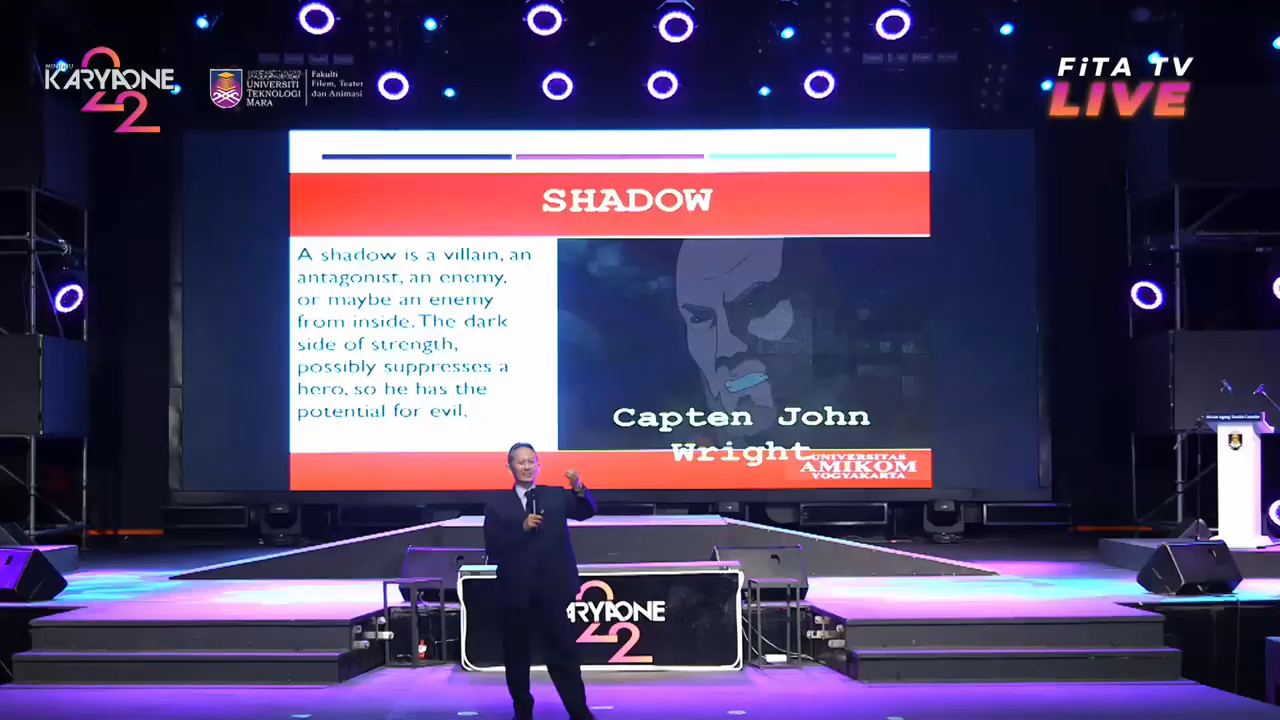 MINGGU
KARYAONE
22
UNIVERSITI
TEKNOLOGI
MARA
Fakulti
Filem, Teater
dan Animasi
FiTA TV
LIVE
SHADOW
A shadow is a villain, an
antagonist, an enemy,
or maybe an enemy
from inside. The dark
side of strength,
possibly suppresses a
hero, so he has the
potential for evil.
Capten John
Wright
UNIVERSITAS
AMIKOM
YOGYAKARTA
ARYAONE
22